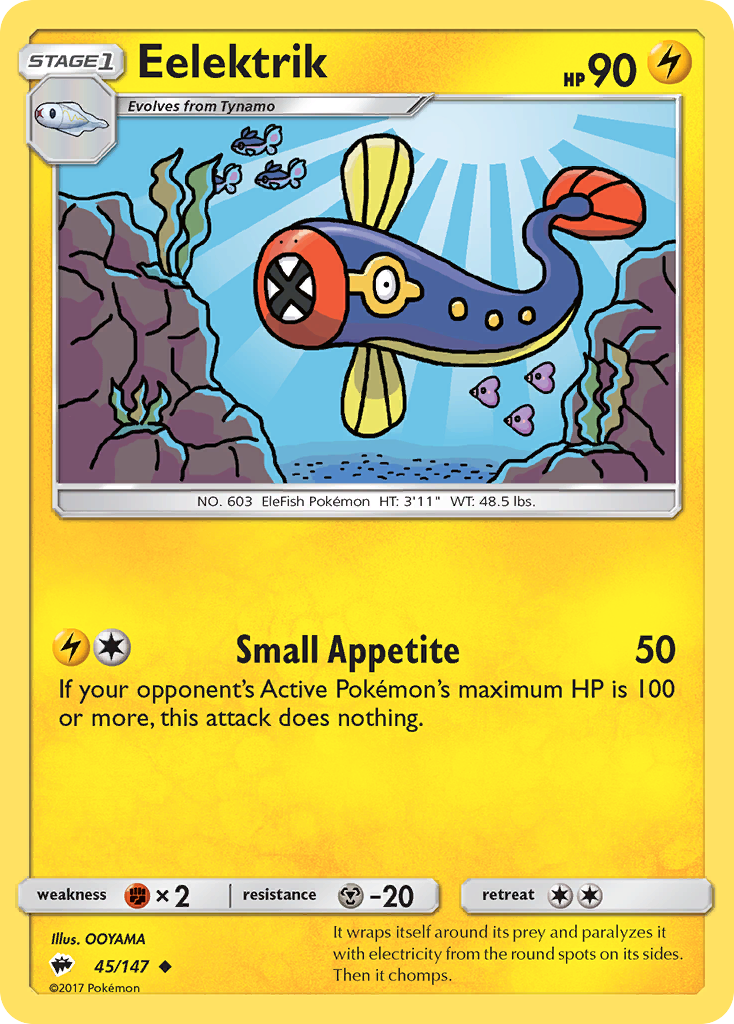 STAGE1
Eelektrik
HP 90
Evolves from Tynamo
NO. 603 EleFish Pokémon HT: 3'11" WT: 48.5 lbs.
Small Appetite 50
If your opponent's Active Pokémon's maximum HP is 100
or more, this attack does nothing.
weakness × 2 resistance -20 retreat
Illus. OOYAMA
45/147
©2017 Pokémon
It wraps itself around its prey and paralyzes it
with electricity from the round spots on its sides.
Then it chomps.